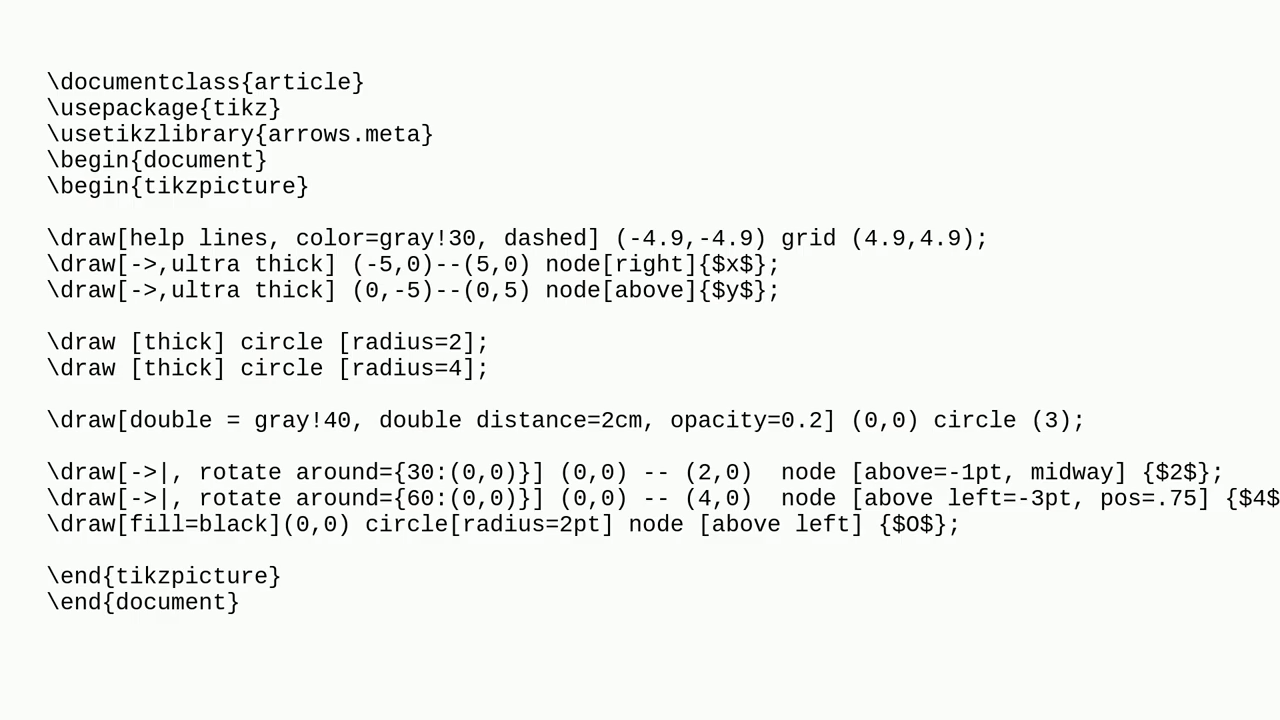 \documentclass{article}
\usepackage{tikz}
\usetikzlibrary{arrows.meta}
\begin{document}
\begin{tikzpicture}
\draw[help lines, color=gray!30, dashed] (-4.9,-4.9) grid (4.9,4.9);
\draw[->,ultra thick] (-5,0)--(5,0) node[right]{$x$};
\draw[->,ultra thick] (0,-5)--(0,5) node[above]{$y$};
\draw [thick] circle [radius=2];
\draw [thick] circle [radius=4];
\draw[double = gray!40, double distance=2cm, opacity=0.2] (0,0) circle (3);
\draw[->|, rotate around={30:(0,0)}] (0,0) -- (2,0)  node [above=-1pt, midway] {$2$};
\draw[->|, rotate around={60:(0,0)}] (0,0) -- (4,0)  node [above left=-3pt, pos=.75] {$4$
\draw[fill=black](0,0) circle[radius=2pt] node [above left] {$O$};
\end{tikzpicture}
\end{document}